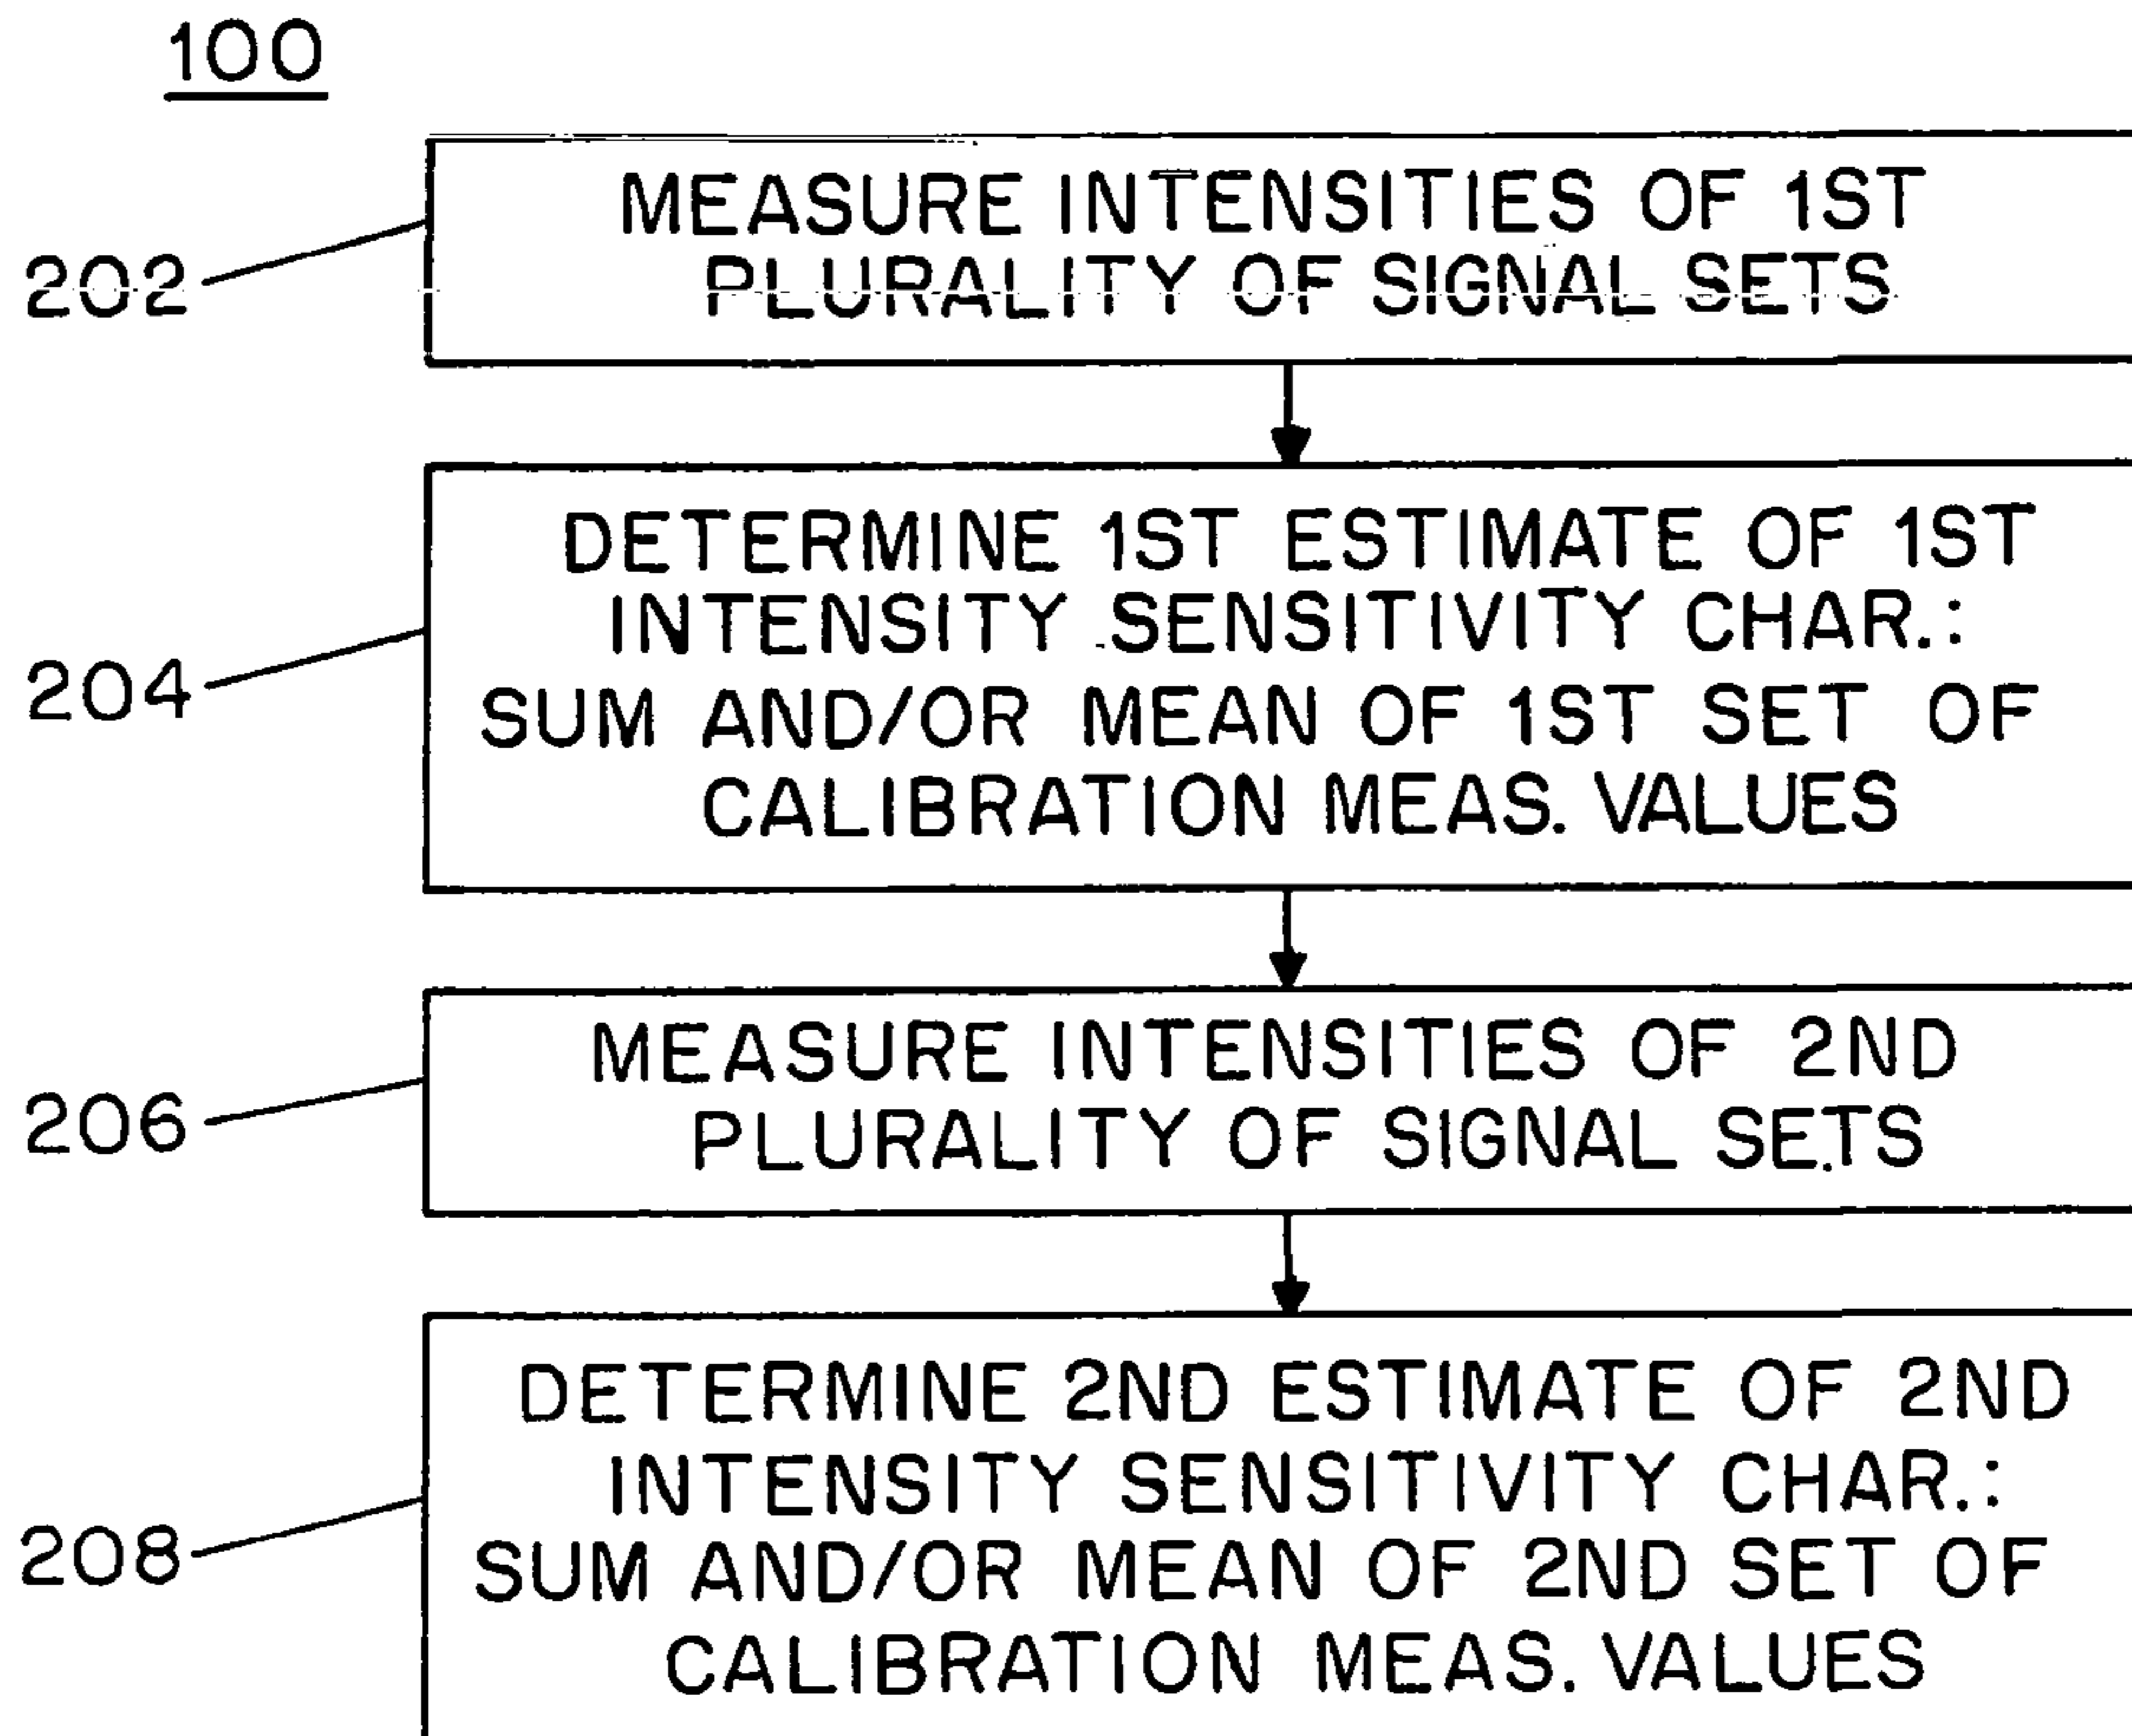 100
202
MEASURE INTENSITIES OF 1ST
PLURALITY OF SIGNAL SETS
204
DETERMINE 1ST ESTIMATE OF 1ST
INTENSITY SENSITIVITY CHAR.:
SUM AND/OR MEAN OF 1ST SET OF
CALIBRATION MEAS. VALUES
206
MEASURE INTENSITIES OF 2ND
PLURALITY OF SIGNAL SETS
208
DETERMINE 2ND ESTIMATE OF 2ND
INTENSITY SENSITIVITY CHAR.:
SUM AND/OR MEAN OF 2ND SET OF
CALIBRATION MEAS. VALUES